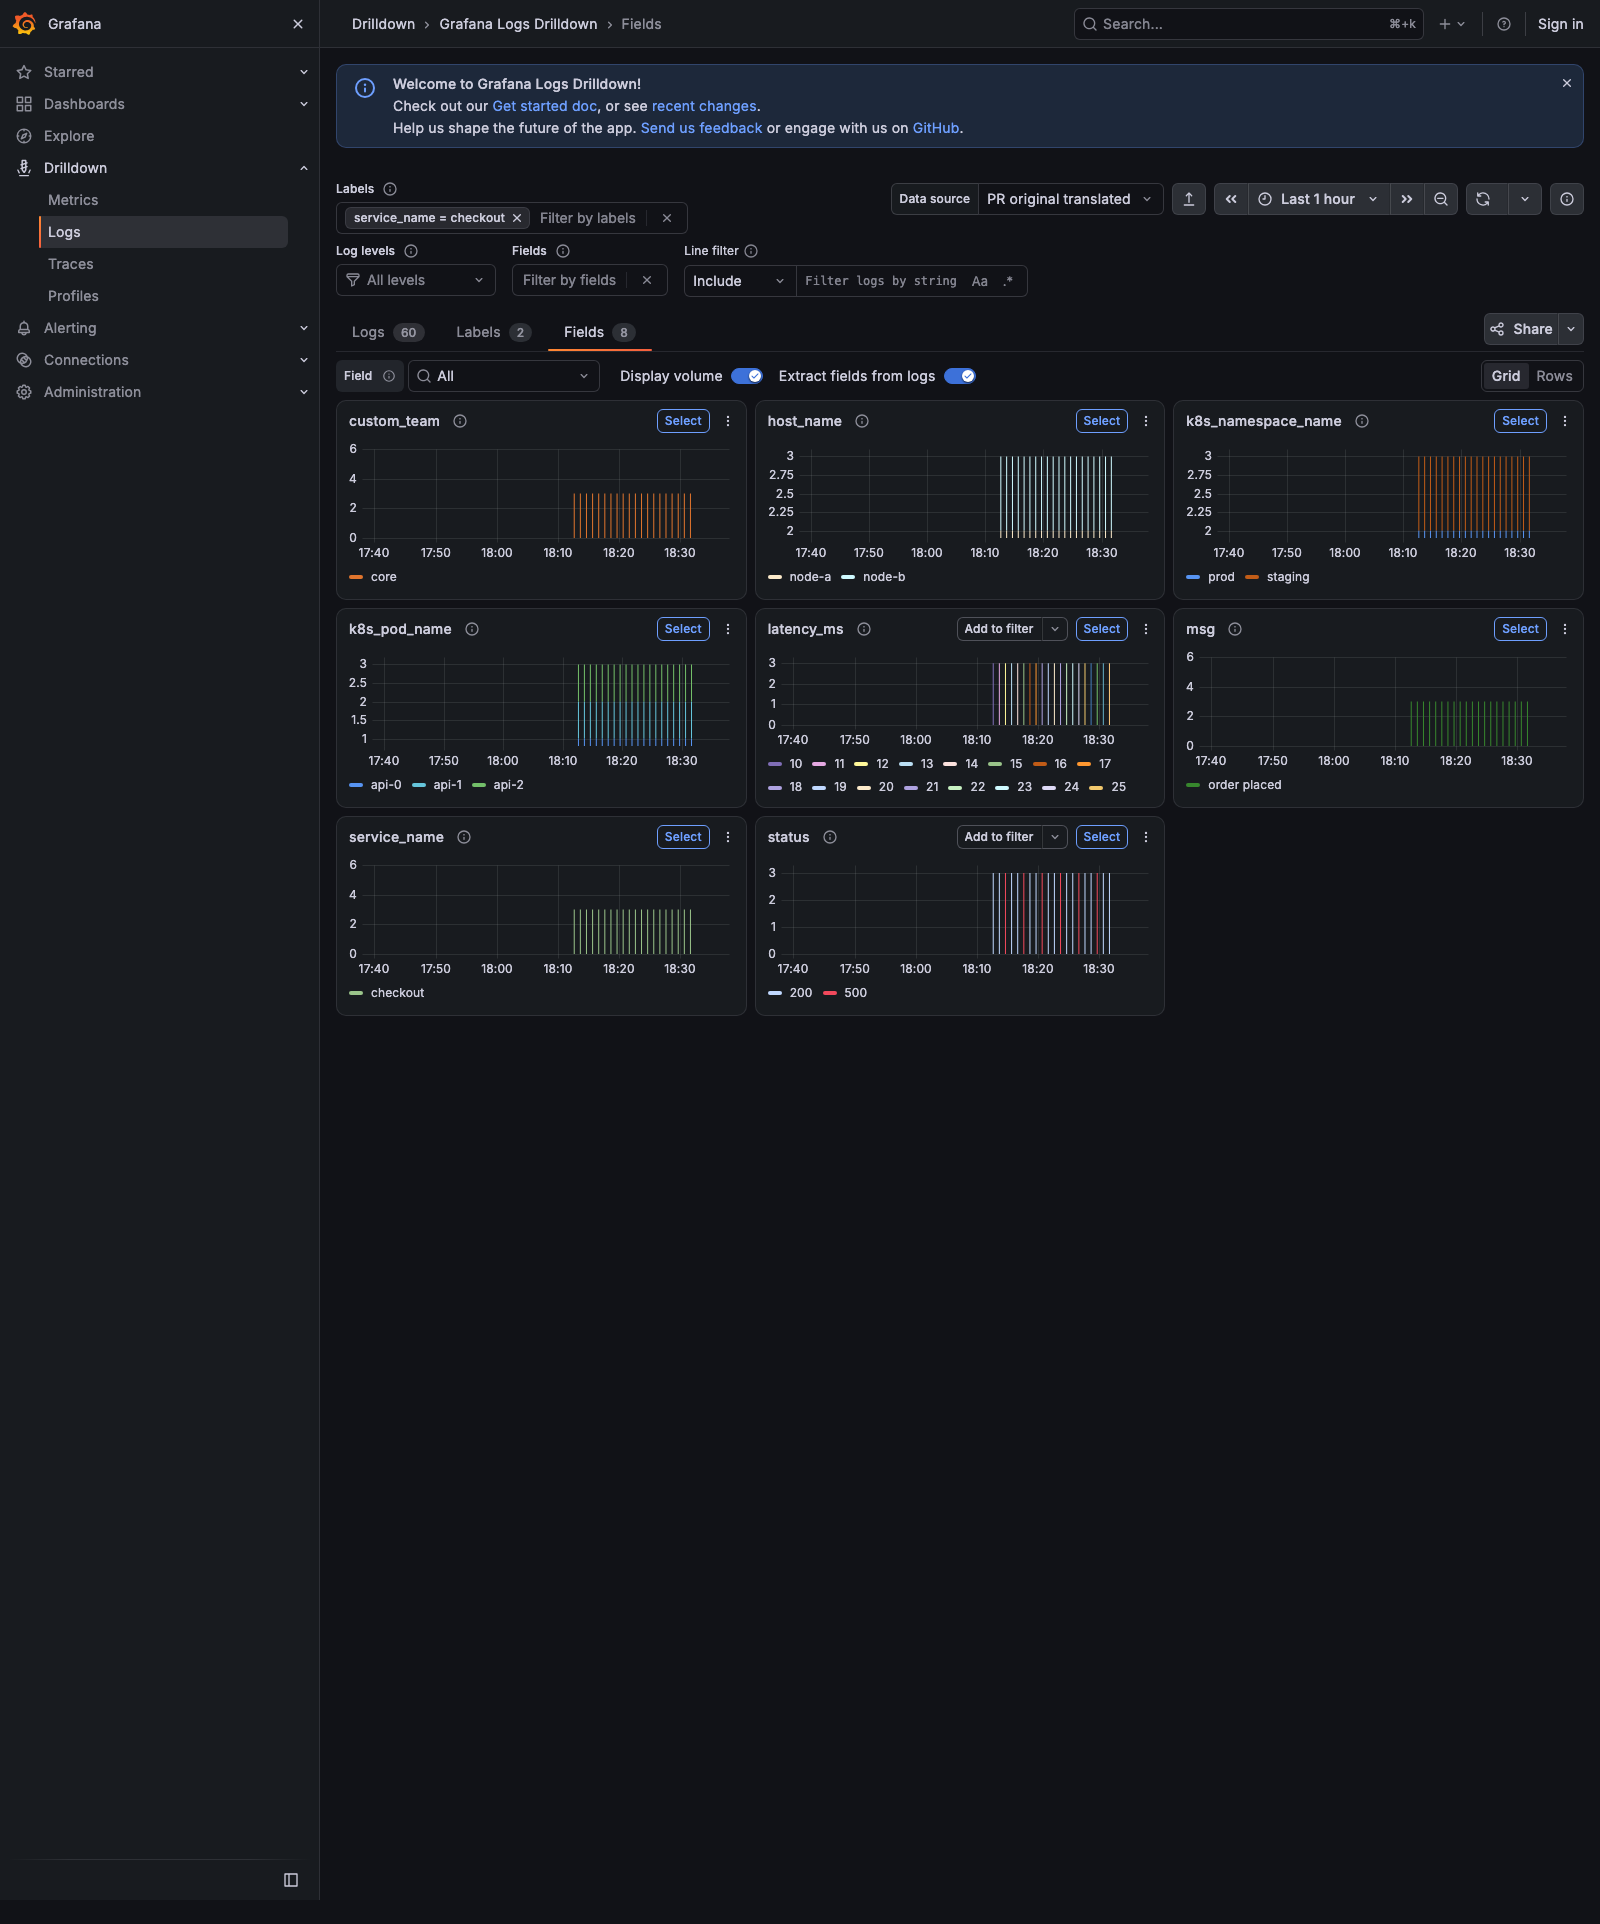 Grafana
Drilldown › Grafana Logs Drilldown › Fields
Search... ⌘+k
Sign in
Starred
Dashboards
Explore
Drilldown
Metrics
Logs
Traces
Profiles
Alerting
Connections
Administration
Welcome to Grafana Logs Drilldown!
Check out our Get started doc, or see recent changes.
Help us shape the future of the app. Send us feedback or engage with us on GitHub.
Labels
service_name = checkout Filter by labels
Data source PR original translated
Last 1 hour
Log levels Fields Line filter
All levels Filter by fields Include Filter logs by string Aa .*
Logs 60 Labels 2 Fields 8
Share
Field All Display volume Extract fields from logs
Grid Rows
custom_team Select
6
4
2
0
17:40 17:50 18:00 18:10 18:20 18:30
core
host_name Select
3
2.75
2.5
2.25
2
17:40 17:50 18:00 18:10 18:20 18:30
node-a node-b
k8s_namespace_name Select
3
2.75
2.5
2.25
2
17:40 17:50 18:00 18:10 18:20 18:30
prod staging
k8s_pod_name Select
3
2.5
2
1.5
1
17:40 17:50 18:00 18:10 18:20 18:30
api-0 api-1 api-2
latency_ms Add to filter Select
3
2
1
0
17:40 17:50 18:00 18:10 18:20 18:30
10 11 12 13 14 15 16 17
18 19 20 21 22 23 24 25
msg Select
6
4
2
0
17:40 17:50 18:00 18:10 18:20 18:30
order placed
service_name Select
6
4
2
0
17:40 17:50 18:00 18:10 18:20 18:30
checkout
status Add to filter Select
3
2
1
0
17:40 17:50 18:00 18:10 18:20 18:30
200 500